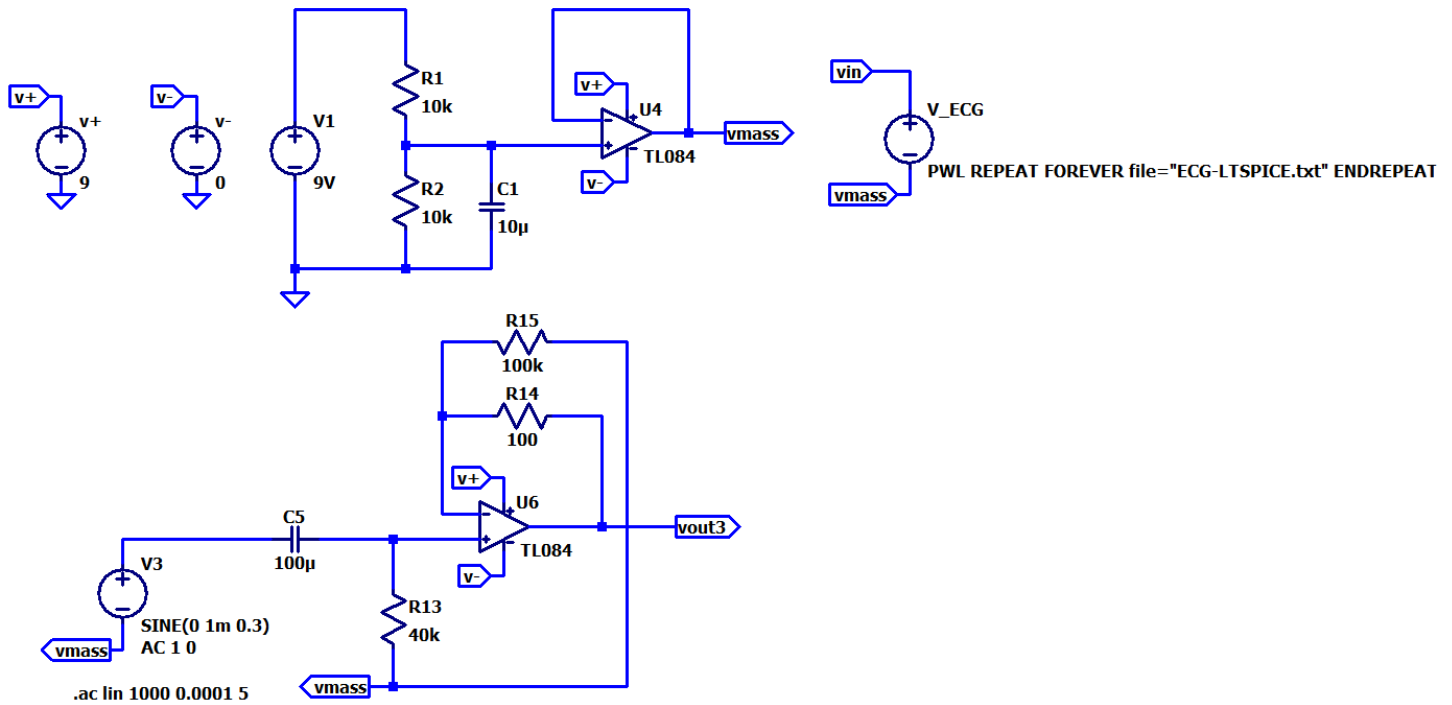 v+
v+
9
v-
v-
0
V1
9V
R1
10k
R2
10k
C1
10µ
v+
U4
TL084
v-
vmass
vin
V_ECG
PWL REPEAT FOREVER file="ECG-LTSPICE.txt" ENDREPEAT
vmass
R15
100k
R14
100
v+
U6
TL084
v-
vout3
C5
100µ
V3
SINE(0 1m 0.3)
AC 1 0
vmass
R13
40k
vmass
.ac lin 1000 0.0001 5